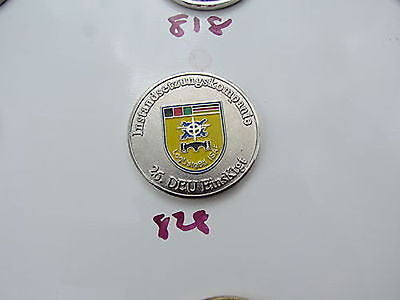 818
Instandsetzungskompanie
26. DEU EinsKtgt
828